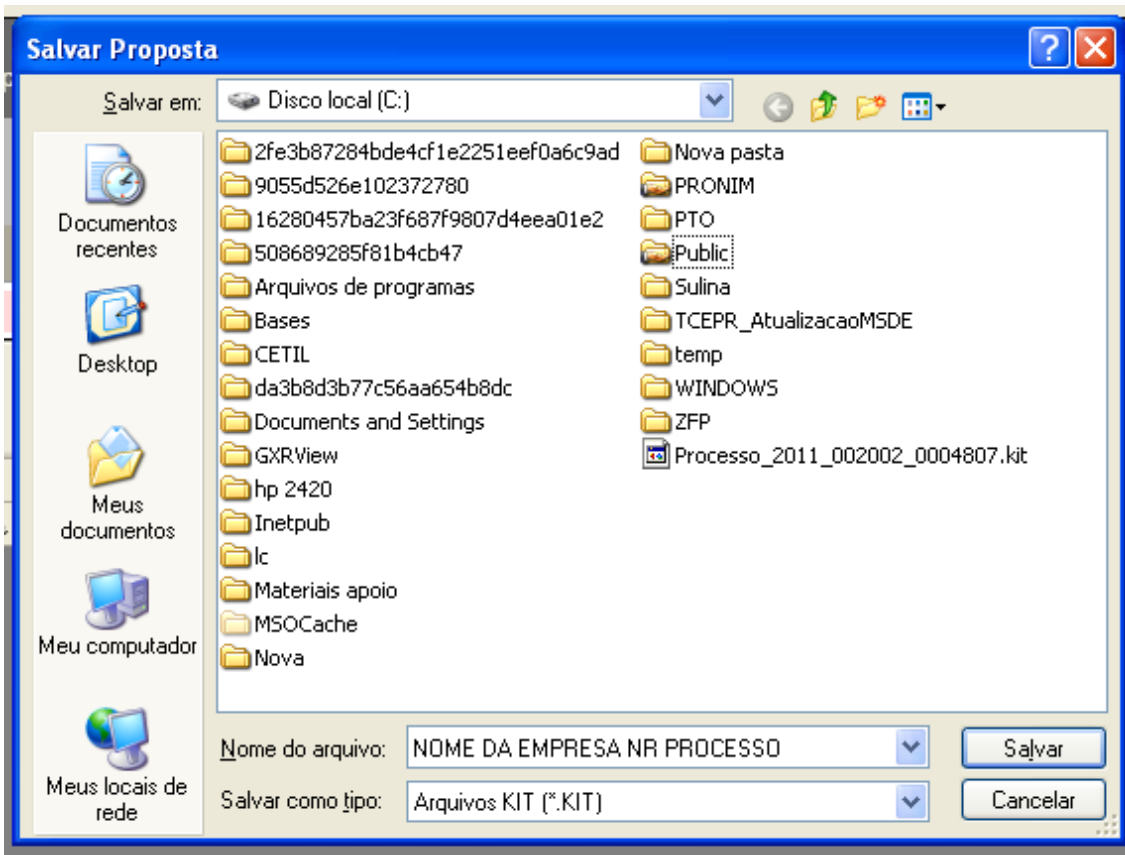 Salvar Proposta
Salvar em:
Disco local (C:)
Documentos
recentes
Desktop
Meus
documentos
Meu computador
Meus locais de
rede
2fe3b87284bde4cf1e2251eef0a6c9ad
9055d526e102372780
16280457ba23f687f9807d4eea01e2
508689285f81b4cb47
Arquivos de programas
Bases
CETIL
da3b8d3b77c56aa654b8dc
Documents and Settings
GXRView
hp 2420
Inetpub
lc
Materiais apoio
MSOCache
Nova
Nova pasta
PRONIM
PTO
Public
Sulina
TCEPR_AtualizacaoMSDE
temp
WINDOWS
ZFP
Processo_2011_002002_0004807.kit
Nome do arquivo:
NOME DA EMPRESA NR PROCESSO
Salvar
Salvar como tipo:
Arquivos KIT (*.KIT)
Cancelar